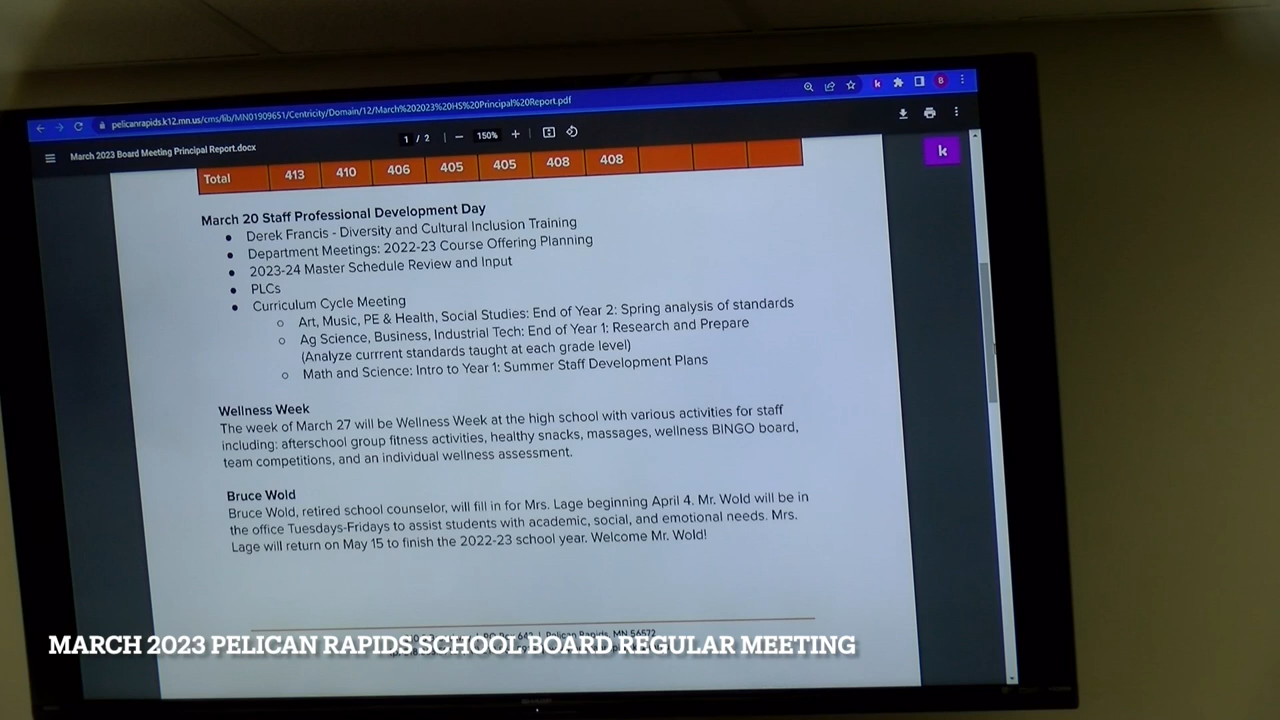 pelicanrapids.k12.mn.us/cms/lib/MN01909651/Centricity/Domain/12/March%202023%20HS%20Principal%20Report.pdf
k
B
March 2023 Board Meeting Principal Report.docx
1 / 2
150%
k
Total 413 410 406 405 405 408 408
March 20 Staff Professional Development Day
Derek Francis - Diversity and Cultural Inclusion Training
Department Meetings: 2022-23 Course Offering Planning
2023-24 Master Schedule Review and Input
PLCs
Curriculum Cycle Meeting
Art, Music, PE & Health, Social Studies: End of Year 2: Spring analysis of standards
Ag Science, Business, Industrial Tech: End of Year 1: Research and Prepare
(Analyze currrent standards taught at each grade level)
Math and Science: Intro to Year 1: Summer Staff Development Plans
Wellness Week
The week of March 27 will be Wellness Week at the high school with various activities for staff
including: afterschool group fitness activities, healthy snacks, massages, wellness BINGO board,
team competitions, and an individual wellness assessment.
Bruce Wold
Bruce Wold, retired school counselor, will fill in for Mrs. Lage beginning April 4. Mr. Wold will be in
the office Tuesdays-Fridays to assist students with academic, social, and emotional needs. Mrs.
Lage will return on May 15 to finish the 2022-23 school year. Welcome Mr. Wold!
Pelican Rapids, MN 56572
MARCH 2023 PELICAN RAPIDS SCHOOL BOARD REGULAR MEETING